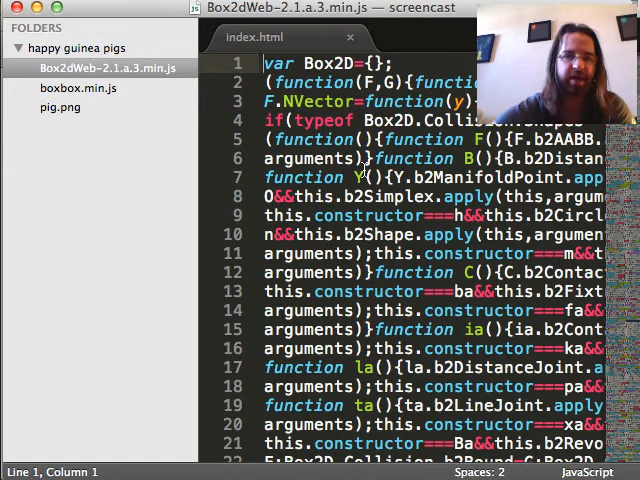 Box2dWeb-2.1.a.3.min.js — screencast
FOLDERS
happy guinea pigs
Box2dWeb-2.1.a.3.min.js
boxbox.min.js
pig.png
index.html
1 var Box2D={};
2 (function(F,G){function
3 F.NVector=function(y)
4 if(typeof Box2D.Collision.Shapes
5 (function(){function F(){F.b2AABB.
6 arguments)}function B(){B.b2Distan
7 function Y(){Y.b2ManifoldPoint.app
8 O&&this.b2Simplex.apply(this,argum
9 this.constructor===h&&this.b2Circl
10 n&&this.b2Shape.apply(this,argumen
11 arguments);this.constructor===m&&t
12 arguments)}function C(){C.b2Contac
13 this.constructor===ba&&this.b2Fixt
14 arguments);this.constructor===fa&&
15 arguments)}function ia(){ia.b2Cont
16 arguments);this.constructor===ka&&
17 function la(){la.b2DistanceJoint.a
18 arguments);this.constructor===pa&&
19 function ta(){ta.b2LineJoint.apply
20 arguments);this.constructor===xa&&
21 this.constructor===Ba&&this.b2Revo
22
Line 1, Column 1
Spaces: 2
JavaScript